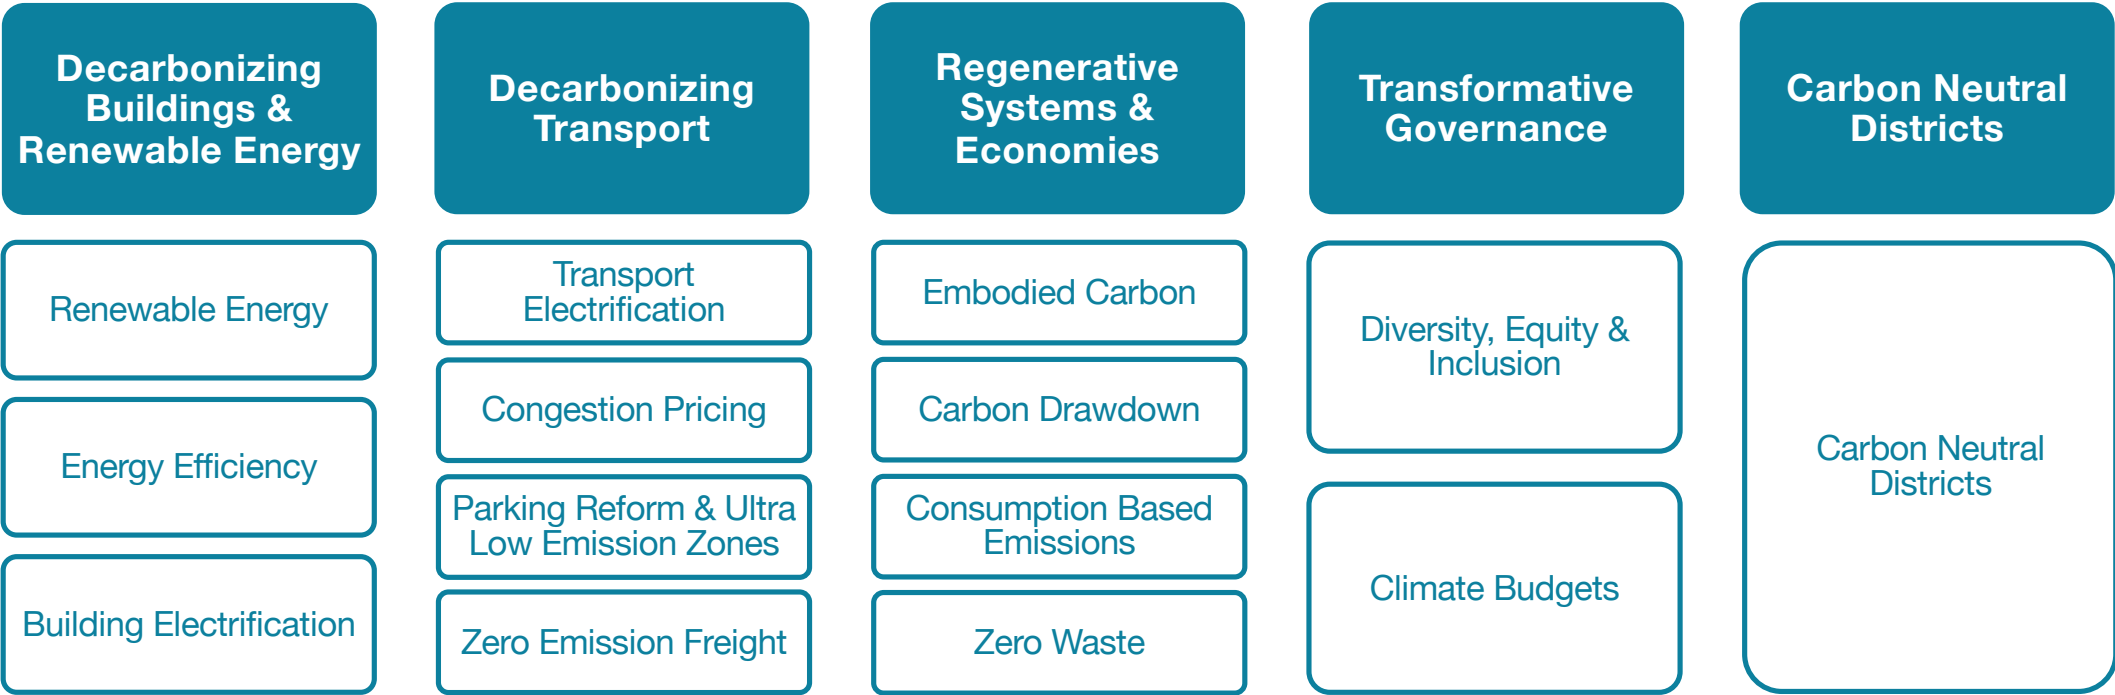 Decarbonizing
Buildings &
Renewable Energy
Renewable Energy
Energy Efficiency
Building Electrification
Decarbonizing
Transport
Transport
Electrification
Congestion Pricing
Parking Reform & Ultra
Low Emission Zones
Zero Emission Freight
Regenerative
Systems &
Economies
Embodied Carbon
Carbon Drawdown
Consumption Based
Emissions
Zero Waste
Transformative
Governance
Diversity, Equity &
Inclusion
Climate Budgets
Carbon Neutral
Districts
Carbon Neutral
Districts